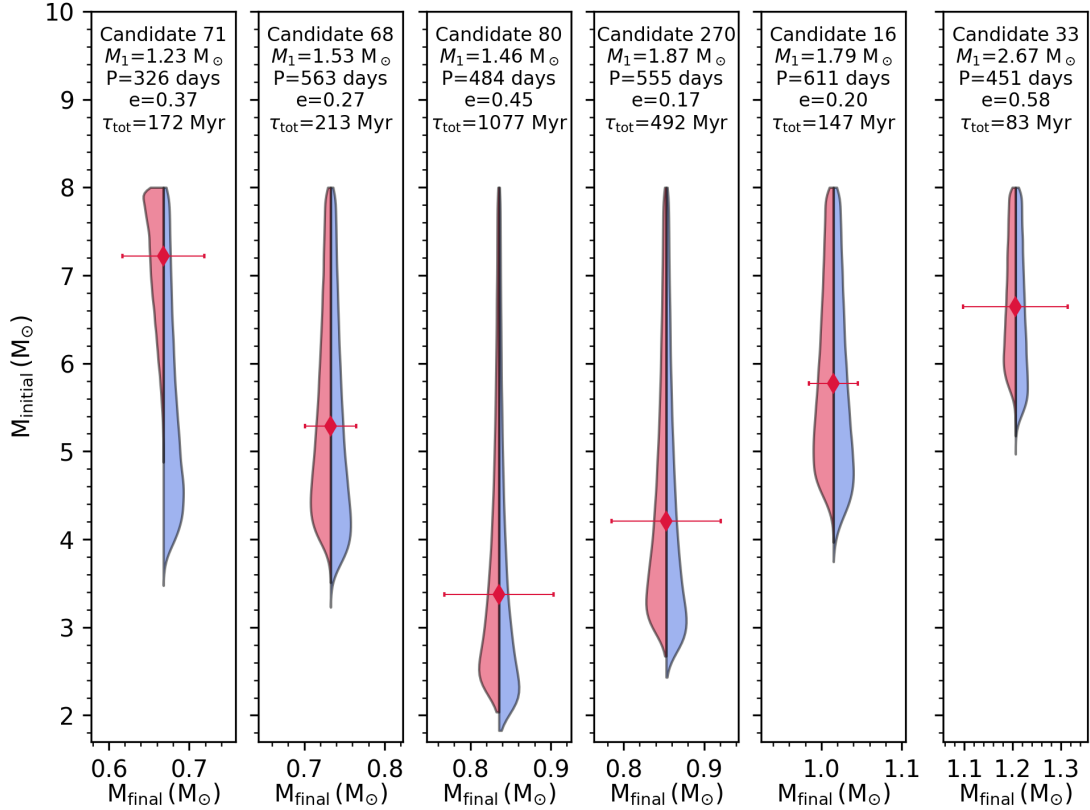 Candidate 71
M₁=1.23 M⊙
P=326 days
e=0.37
τtot=172 Myr
Candidate 68
M₁=1.53 M⊙
P=563 days
e=0.27
τtot=213 Myr
Candidate 80
M₁=1.46 M⊙
P=484 days
e=0.45
τtot=1077 Myr
Candidate 270
M₁=1.87 M⊙
P=555 days
e=0.17
τtot=492 Myr
Candidate 16
M₁=1.79 M⊙
P=611 days
e=0.20
τtot=147 Myr
Candidate 33
M₁=2.67 M⊙
P=451 days
e=0.58
τtot=83 Myr
Minitial (M⊙)
10
9
8
7
6
5
4
3
2
0.6 0.7
0.7 0.8
0.8 0.9
0.8 0.9
1.0 1.1
1.1 1.2 1.3
Mfinal (M⊙)
Mfinal (M⊙)
Mfinal (M⊙)
Mfinal (M⊙)
Mfinal (M⊙)
Mfinal (M⊙)